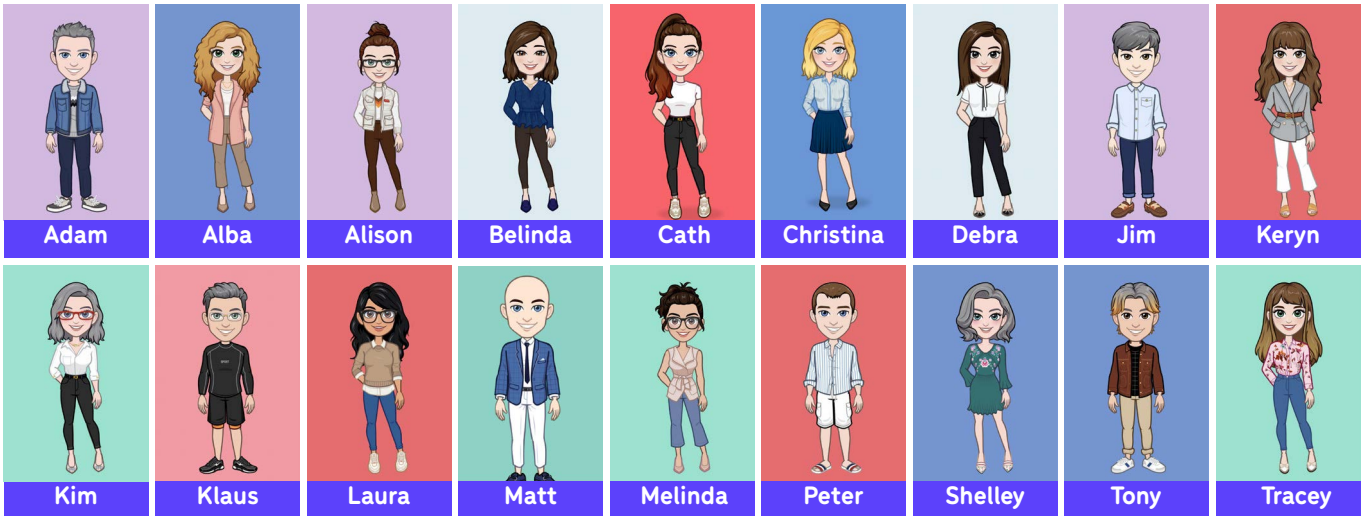 Adam
Alba
Alison
Belinda
Cath
Christina
Debra
Jim
Keryn
Kim
Klaus
Laura
Matt
Melinda
Peter
Shelley
Tony
Tracey